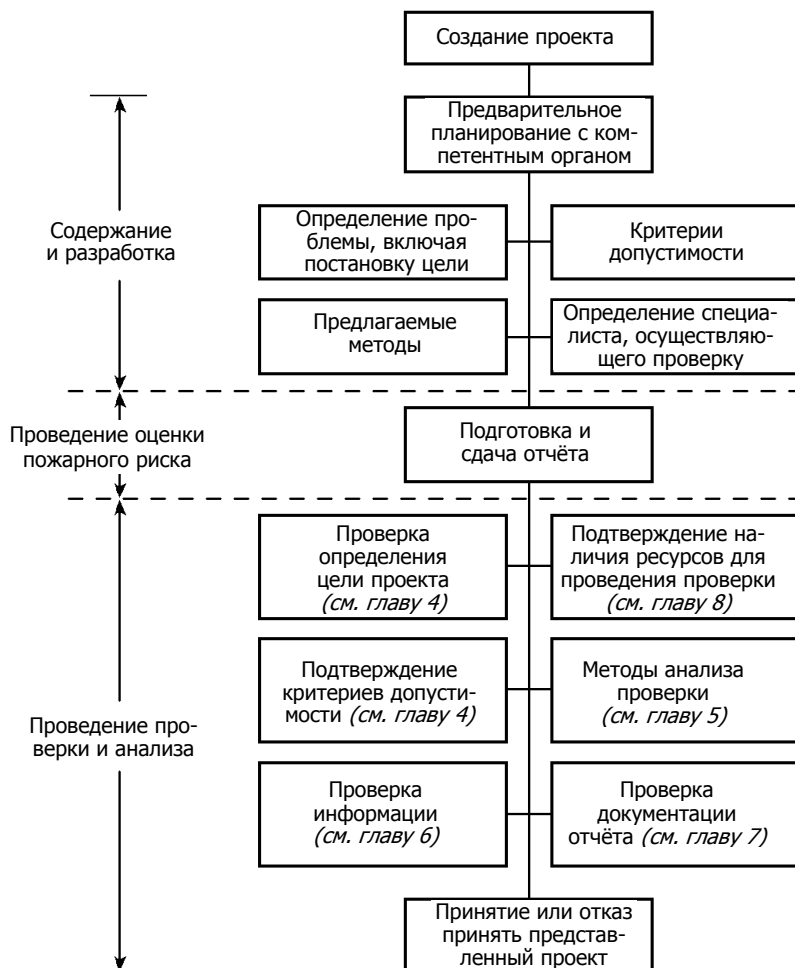 Создание проекта
Предварительное
планирование с ком-
петентным органом
Содержание
и разработка
Определение про-
блемы, включая
постановку цели
Критерии
допустимости
Предлагаемые
методы
Определение специа-
листа, осуществляю-
щего проверку
Проведение оценки
пожарного риска
Подготовка и
сдача отчёта
Проверка
определения
цели проекта
(см. главу 4)
Подтверждение на-
личия ресурсов для
проведения проверки
(см. главу 8)
Проведение про-
верки и анализа
Подтверждение
критериев допусти-
мости (см. главу 4)
Методы анализа
проверки
(см. главу 5)
Проверка
информации
(см. главу 6)
Проверка
документации
отчёта (см. главу 7)
Принятие или отказ
принять представ-
ленный проект